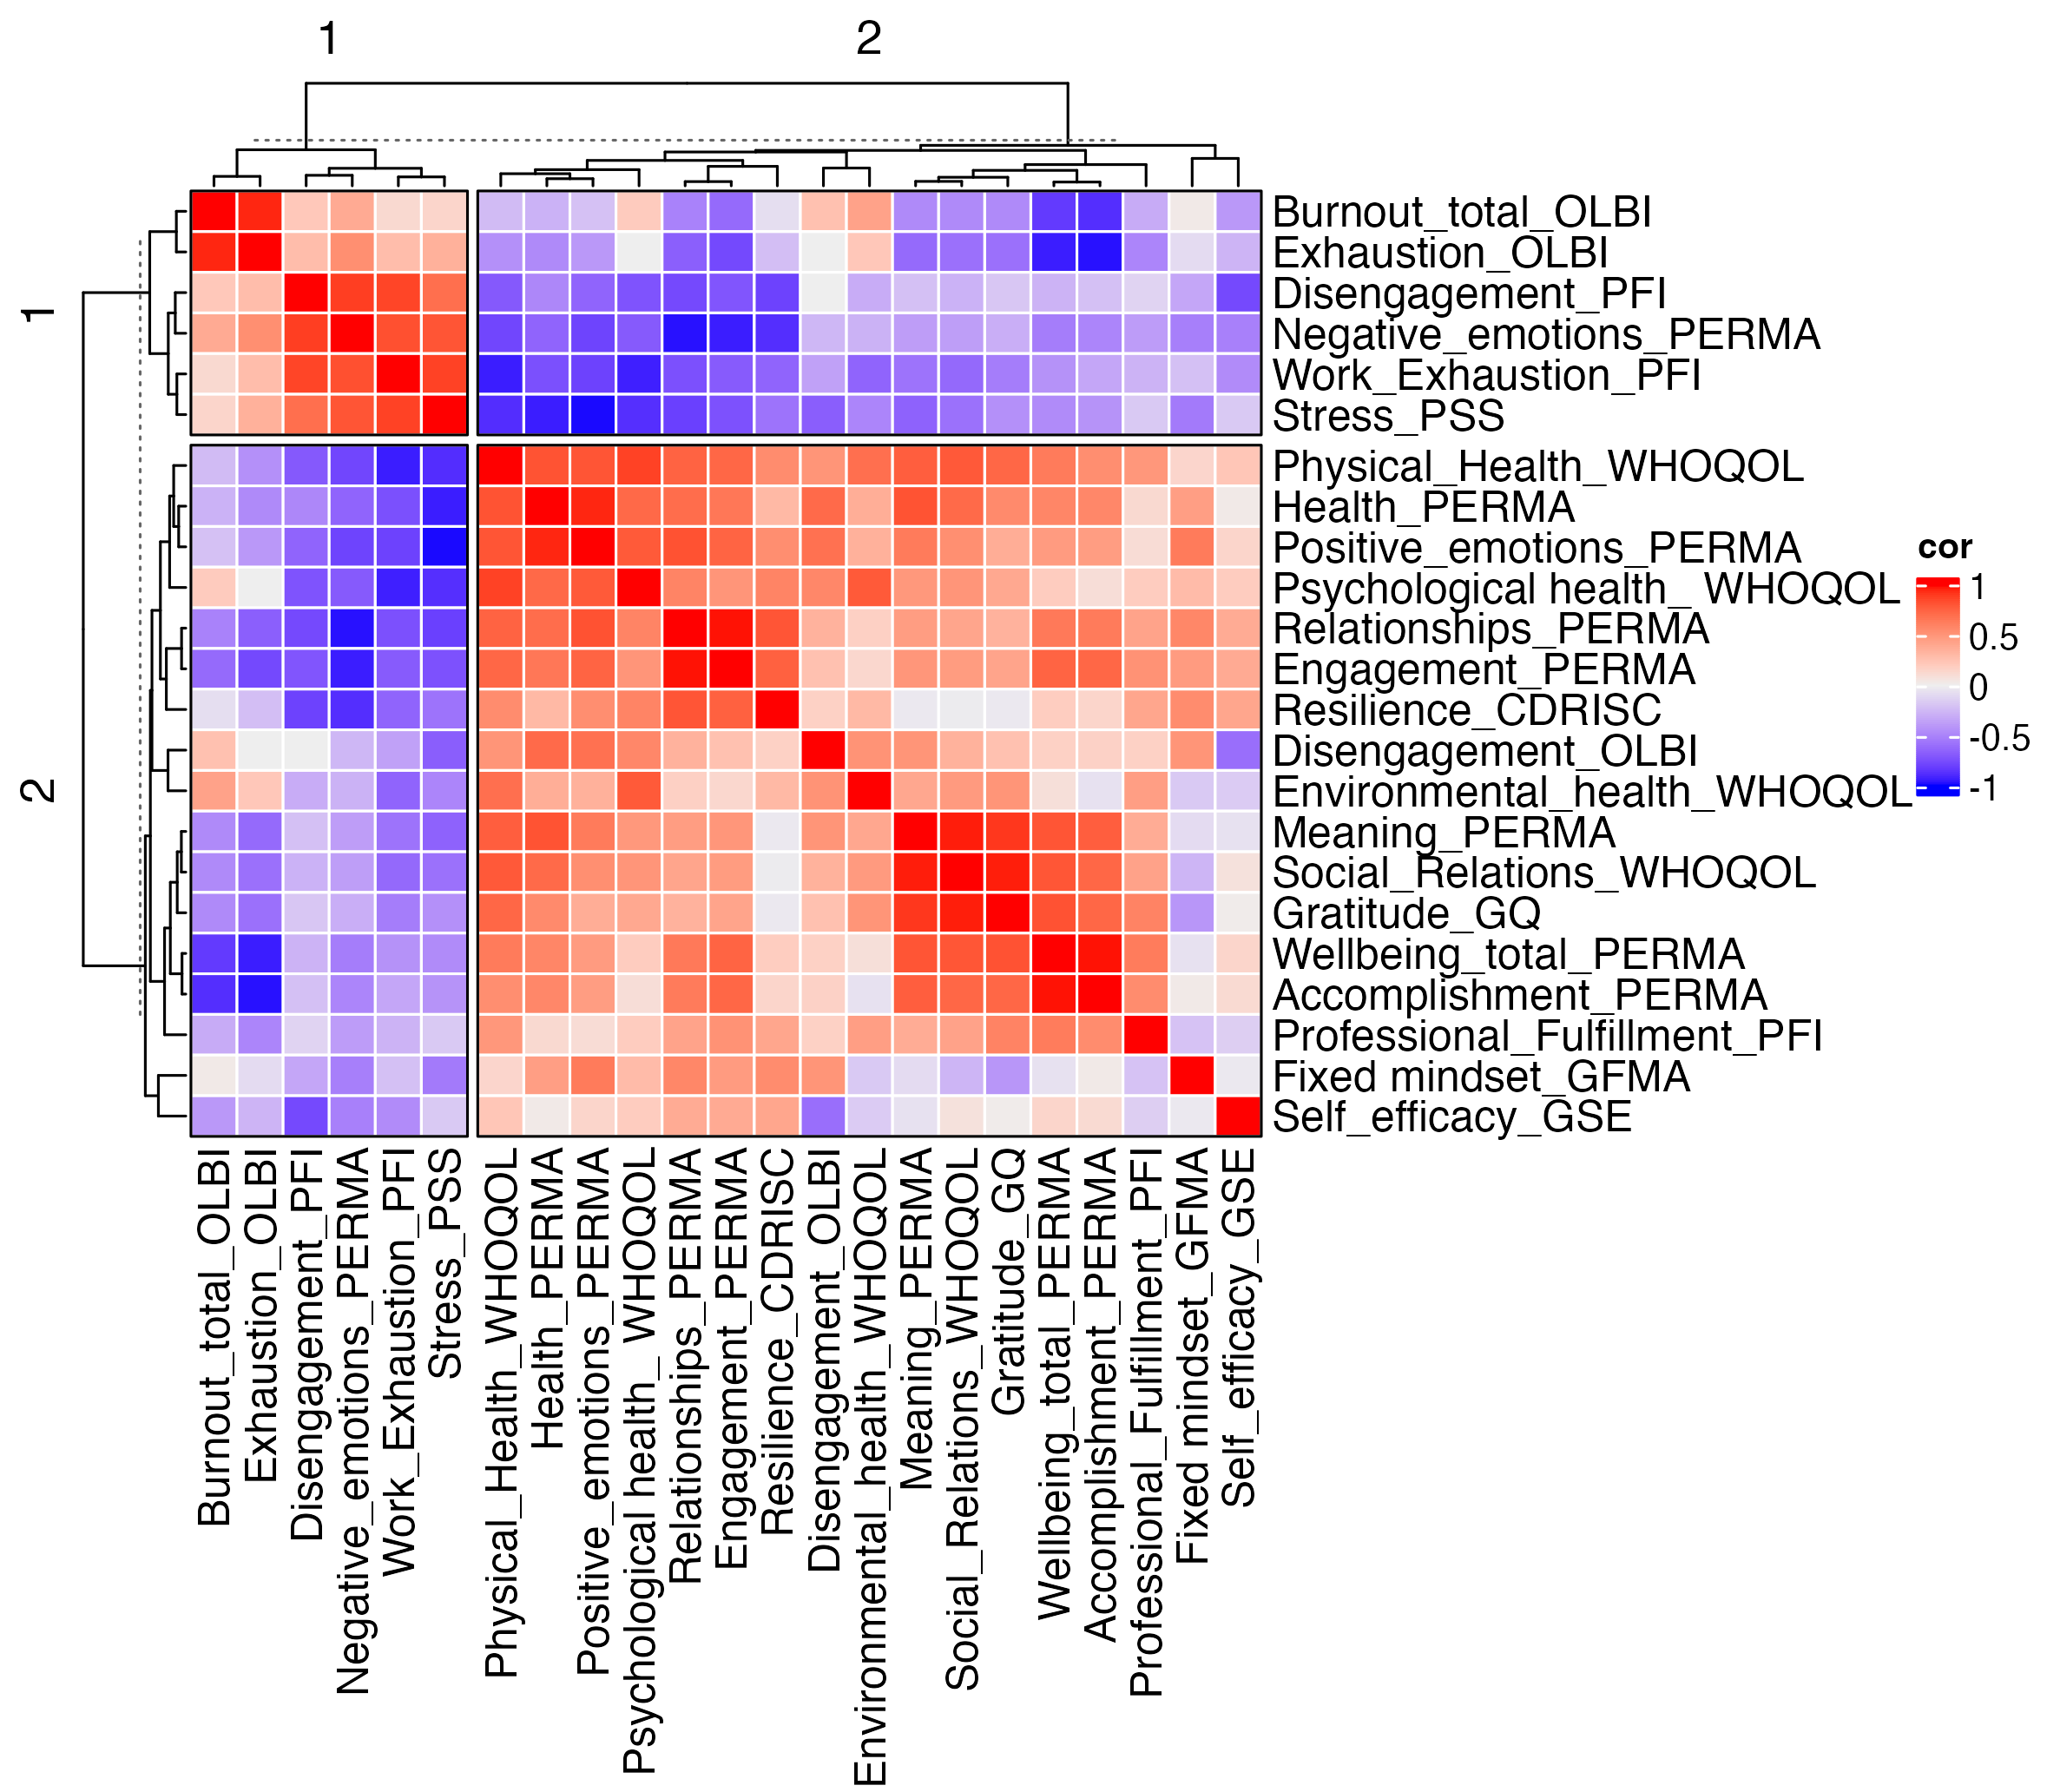 1
2
1
2
Burnout_total_OLBI
Exhaustion_OLBI
Disengagement_PFI
Negative_emotions_PERMA
Work_Exhaustion_PFI
Stress_PSS
Physical_Health_WHOQOL
Health_PERMA
Positive_emotions_PERMA
Psychological health_ WHOQOL
Relationships_PERMA
Engagement_PERMA
Resilience_CDRISC
Disengagement_OLBI
Environmental_health_WHOQOL
Meaning_PERMA
Social_Relations_WHOQOL
Gratitude_GQ
Wellbeing_total_PERMA
Accomplishment_PERMA
Professional_Fulfillment_PFI
Fixed mindset_GFMA
Self_efficacy_GSE
cor
1
0.5
0
-0.5
-1
Burnout_total_OLBI
Exhaustion_OLBI
Disengagement_PFI
Negative_emotions_PERMA
Work_Exhaustion_PFI
Stress_PSS
Physical_Health_WHOQOL
Health_PERMA
Positive_emotions_PERMA
Psychological health_ WHOQOL
Relationships_PERMA
Engagement_PERMA
Resilience_CDRISC
Disengagement_OLBI
Environmental_health_WHOQOL
Meaning_PERMA
Social_Relations_WHOQOL
Gratitude_GQ
Wellbeing_total_PERMA
Accomplishment_PERMA
Professional_Fulfillment_PFI
Fixed mindset_GFMA
Self_efficacy_GSE